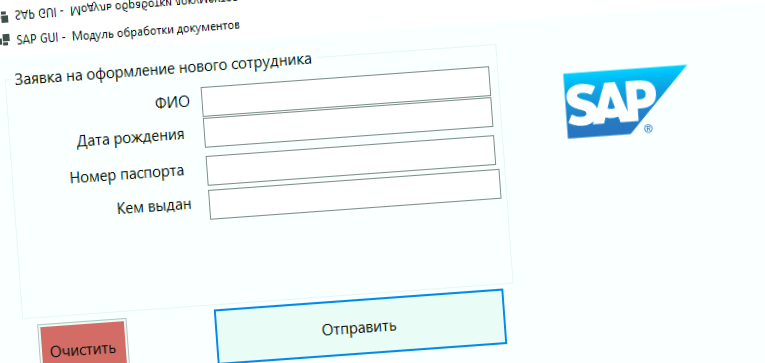 SAP GUI - Модуль обработки документов
SAP GUI - Модуль обработки документов
Заявка на оформление нового сотрудника
ФИО
Дата рождения
Номер паспорта
Кем выдан
SAP®
Отправить
Очистить